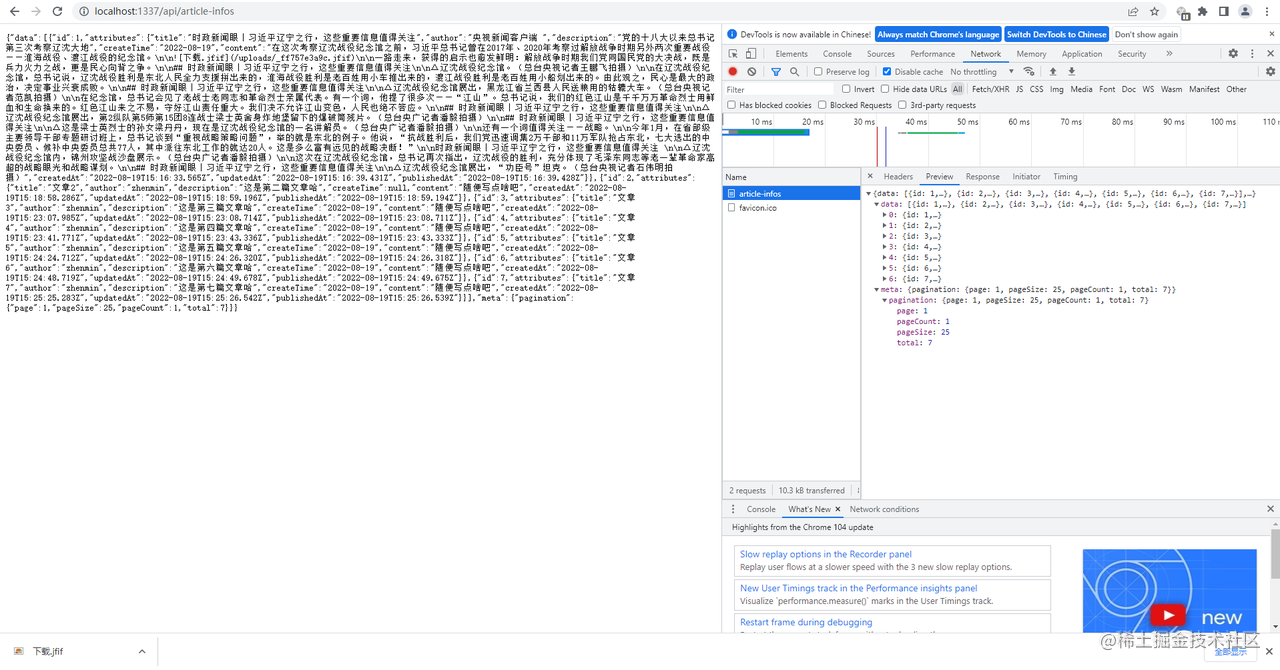 localhost:1337/api/article-infos
{"data":[{"id":1,"attributes":{"title":"时政新闻眼丨习近平辽宁之行，这些重要信息值得关注","author":"央视新闻客户端 ","description":"党的十八大以来总书记
第三次考察辽沈大地","createTime":"2022-08-19","content":"在这次考察辽沈战役纪念馆之前，习近平总书记曾在2017年、2020年考察过解放战争时期另外两次重要战役
——淮海战役、渡江战役的纪念馆。\n\n![下载.jfif](/uploads/_ff757e3a9c.jfif)\n\n一路走来，获得的启示也愈发鲜明：解放战争时期我们党同国民党的大决战，既是
兵力火力之战，更是民心向背之争。\n\n## 时政新闻眼丨习近平辽宁之行，这些重要信息值得关注\n\n△辽沈战役纪念馆。（总台央视记者王鹏飞拍摄）\n\n在辽沈战役纪
念馆，总书记说，辽沈战役胜利是东北人民全力支援拼出来的，淮海战役胜利是老百姓用小车推出来的，渡江战役胜利是老百姓用小船划出来的。由此观之，民心是最大的政
治，决定事业兴衰成败。\n\n## 时政新闻眼丨习近平辽宁之行，这些重要信息值得关注\n\n△辽沈战役纪念馆展出，黑龙江省兰西县人民送粮用的轱辘大车。（总台央视记
者范凯拍摄）\n\n在纪念馆，总书记会见了老战士老同志和革命烈士亲属代表。有一个词，他提了很多次——“江山”。总书记说，我们的红色江山是千千万万革命烈士用鲜
血和生命换来的。红色江山来之不易，守好江山责任重大。我们决不允许江山变色，人民也绝不答应。\n\n## 时政新闻眼丨习近平辽宁之行，这些重要信息值得关注\n\n△
辽沈战役纪念馆展出，第2纵队第5师第15团8连战士梁士英舍身炸地堡留下的爆破筒残片。（总台央广记者潘毅拍摄）\n\n## 时政新闻眼丨习近平辽宁之行，这些重要信息值
得关注\n\n△这是梁士英烈士的孙女梁丹丹，现在是辽沈战役纪念馆的一名讲解员。（总台央广记者潘毅拍摄）\n\n还有一个词值得关注——战略。\n\n今年1月，在省部级
主要领导干部专题研讨班上，总书记谈到“重视战略策略问题”，举的就是东北的例子。他说，“抗战胜利后，我们党迅速调集2万干部和11万军队抢占东北，七大选出的中
央委员、候补中央委员总共77人，其中派往东北工作的就达20人。这是多么富有远见的战略决断！”\n\n时政新闻眼丨习近平辽宁之行，这些重要信息值得关注 \n\n△辽沈
战役纪念馆内，锦州攻坚战沙盘展示。（总台央广记者潘毅拍摄）\n\n这次在辽沈战役纪念馆，总书记再次指出，辽沈战役的胜利，充分体现了毛泽东同志等老一辈革命家高
超的战略眼光和战略谋划。\n\n## 时政新闻眼丨习近平辽宁之行，这些重要信息值得关注\n\n△辽沈战役纪念馆展出，“功臣号”坦克。（总台央视记者石伟明拍
摄）","createdAt":"2022-08-19T15:16:33.565Z","updatedAt":"2022-08-19T15:16:39.431Z","publishedAt":"2022-08-19T15:16:39.428Z"}},{"id":2,"attributes":
{"title":"文章2","author":"zhenmin","description":"这是第二篇文章哈","createTime":null,"content":"随便写点啥吧","createdAt":"2022-08-
19T15:18:58.286Z","updatedAt":"2022-08-19T15:18:59.196Z","publishedAt":"2022-08-19T15:18:59.194Z"}},{"id":3,"attributes":{"title":"文章
3","author":"zhenmin","description":"这是第三篇文章哈","createTime":"2022-08-19","content":"随便写点啥吧","createdAt":"2022-08-
19T15:23:07.985Z","updatedAt":"2022-08-19T15:23:08.714Z","publishedAt":"2022-08-19T15:23:08.711Z"}},{"id":4,"attributes":{"title":"文章
4","author":"zhenmin","description":"这是第四篇文章哈","createTime":"2022-08-19","content":"随便写点啥吧","createdAt":"2022-08-
19T15:23:41.771Z","updatedAt":"2022-08-19T15:23:43.336Z","publishedAt":"2022-08-19T15:23:43.333Z"}},{"id":5,"attributes":{"title":"文章
5","author":"zhenmin","description":"这是第五篇文章哈","createTime":"2022-08-19","content":"随便写点啥吧","createdAt":"2022-08-
19T15:24:24.712Z","updatedAt":"2022-08-19T15:24:26.320Z","publishedAt":"2022-08-19T15:24:26.318Z"}},{"id":6,"attributes":{"title":"文章
6","author":"zhenmin","description":"这是第六篇文章哈","createTime":"2022-08-19","content":"随便写点啥吧","createdAt":"2022-08-
19T15:24:48.719Z","updatedAt":"2022-08-19T15:24:49.678Z","publishedAt":"2022-08-19T15:24:49.675Z"}},{"id":7,"attributes":{"title":"文章
7","author":"zhenmin","description":"这是第七篇文章哈","createTime":"2022-08-19","content":"随便写点啥吧","createdAt":"2022-08-
19T15:25:25.283Z","updatedAt":"2022-08-19T15:25:26.542Z","publishedAt":"2022-08-19T15:25:26.539Z"}}],"meta":{"pagination":
{"page":1,"pageSize":25,"pageCount":1,"total":7}}}
DevTools is now available in Chinese! Always match Chrome's language Switch DevTools to Chinese Don't show again
Elements Console Sources Performance Network Memory Application Security
Preserve log Disable cache No throttling
Filter Invert Hide data URLs All Fetch/XHR JS CSS Img Media Font Doc WS Wasm Manifest Other
Has blocked cookies Blocked Requests 3rd-party requests
10 ms 20 ms 30 ms 40 ms 50 ms 60 ms 70 ms 80 ms 90 ms 100 ms 110
Name
article-infos
favicon.ico
2 requests 10.3 kB transferred
Headers Preview Response Initiator Timing
{data: [{id: 1,…}, {id: 2,…}, {id: 3,…}, {id: 4,…}, {id: 5,…}, {id: 6,…}, {id: 7,…}],…}
data: [{id: 1,…}, {id: 2,…}, {id: 3,…}, {id: 4,…}, {id: 5,…}, {id: 6,…}, {id: 7,…}]
0: {id: 1,…}
1: {id: 2,…}
2: {id: 3,…}
3: {id: 4,…}
4: {id: 5,…}
5: {id: 6,…}
6: {id: 7,…}
meta: {pagination: {page: 1, pageSize: 25, pageCount: 1, total: 7}}
pagination: {page: 1, pageSize: 25, pageCount: 1, total: 7}
page: 1
pageCount: 1
pageSize: 25
total: 7
Console What's New Network conditions
Highlights from the Chrome 104 update
Slow replay options in the Recorder panel
Replay user flows at a slower speed with the 3 new slow replay options.
New User Timings track in the Performance insights panel
Visualize `performance.measure()` marks in the User Timings track.
Restart frame during debugging
new
下载.jfif
全部显示
@稀土掘金技术社区